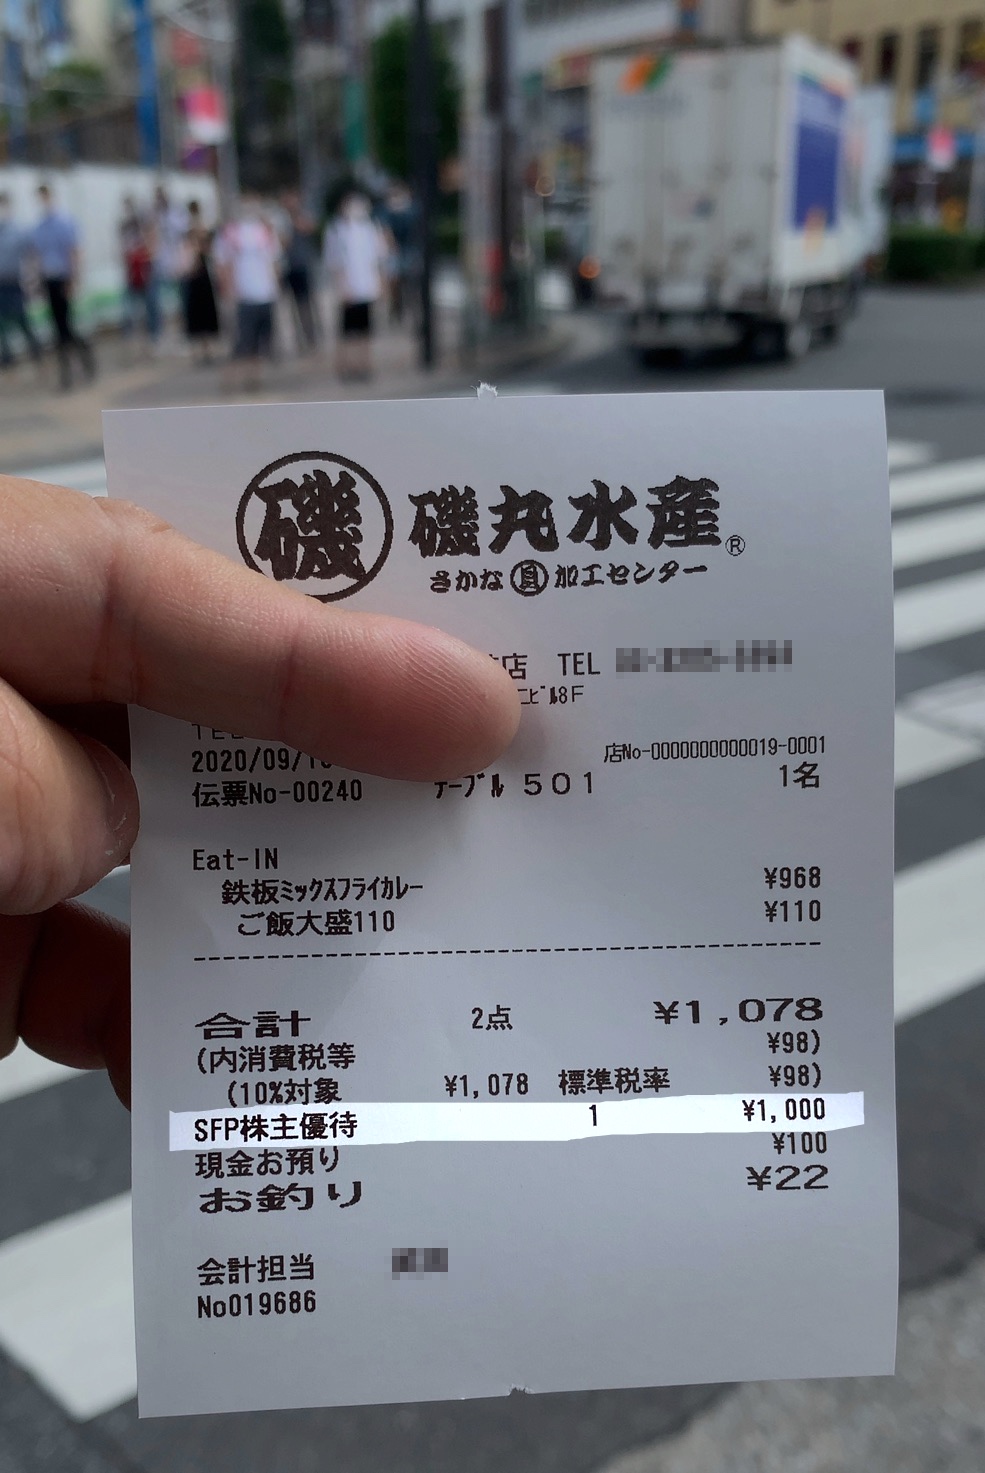 磯 磯丸水産®
さかな 貝 加工センター
店 TEL
ビル8F
2020/09/ 店No-0000000000019-0001
伝票No-00240 テーブル 501 1名
Eat-IN
鉄板ミックスフライカレー ¥968
ご飯大盛110 ¥110
合計 2点 ¥1,078
(内消費税等 ¥98)
(10%対象 ¥1,078 標準税率 ¥98)
SFP株主優待 1 ¥1,000
現金お預り ¥100
お釣り ¥22
会計担当
No019686